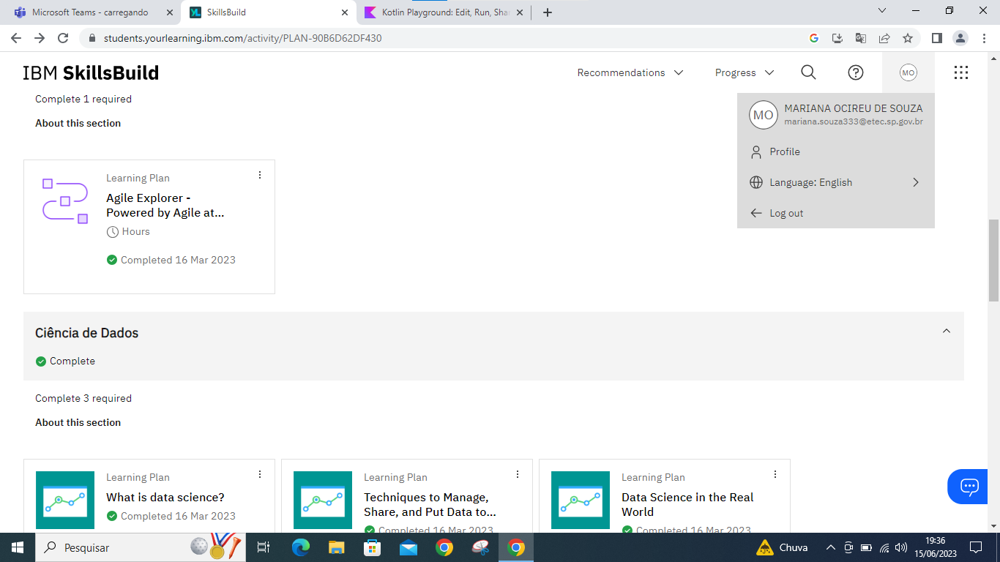 Microsoft Teams - carregando
SkillsBuild
Kotlin Playground: Edit, Run, Sha
students.yourlearning.ibm.com/activity/PLAN-90B6D62DF430
IBM SkillsBuild
Recommendations
Progress
MO
Complete 1 required
About this section
MO
MARIANA OCIREU DE SOUZA
mariana.souza333@etec.sp.gov.br
Profile
Language: English
Log out
Learning Plan
Agile Explorer -
Powered by Agile at...
Hours
Completed 16 Mar 2023
Ciência de Dados
Complete
Complete 3 required
About this section
Learning Plan
What is data science?
Completed 16 Mar 2023
Learning Plan
Techniques to Manage,
Share, and Put Data to...
Completed 16 Mar 2023
Learning Plan
Data Science in the Real
World
Completed 16 Mar 2023
Pesquisar
Chuva
19:36
15/06/2023